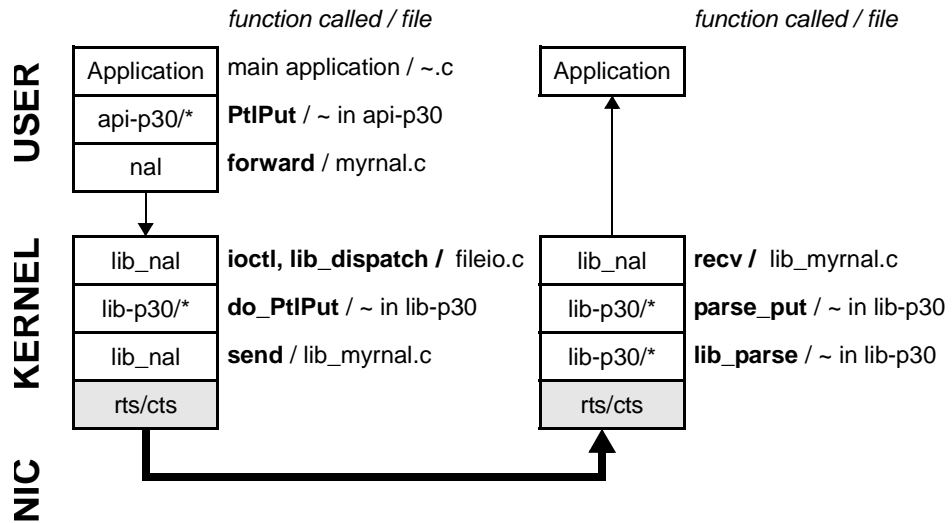 function called / file
function called / file
USER
Application
main application / ~.c
Application
api-p30/*
PtlPut / ~ in api-p30
nal
forward / myrnal.c
KERNEL
lib_nal
ioctl, lib_dispatch / fileio.c
lib_nal
recv / lib_myrnal.c
lib-p30/*
do_PtlPut / ~ in lib-p30
lib-p30/*
parse_put / ~ in lib-p30
lib_nal
send / lib_myrnal.c
lib-p30/*
lib_parse / ~ in lib-p30
rts/cts
rts/cts
NIC